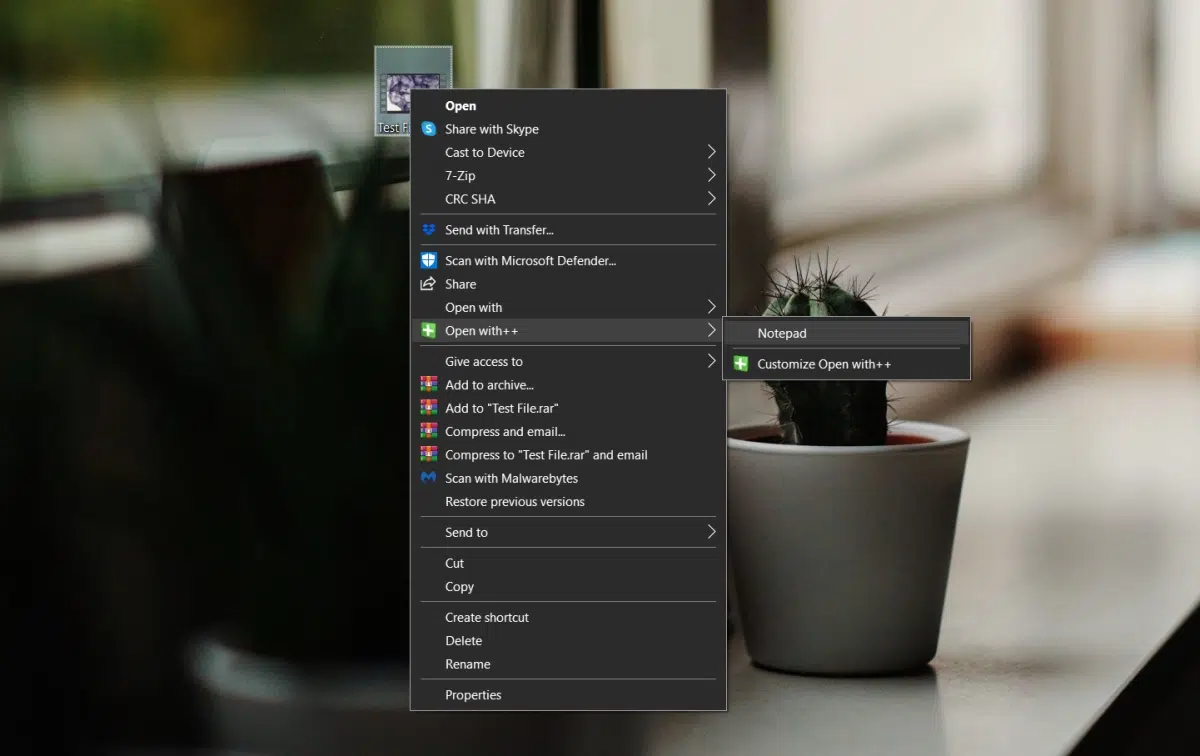 Test F
Open
Share with Skype
Cast to Device
7-Zip
CRC SHA
Send with Transfer...
Scan with Microsoft Defender...
Share
Open with
Open with++
Give access to
Add to archive...
Add to "Test File.rar"
Compress and email...
Compress to "Test File.rar" and email
Scan with Malwarebytes
Restore previous versions
Send to
Cut
Copy
Create shortcut
Delete
Rename
Properties
Notepad
Customize Open with++